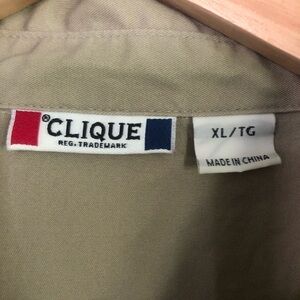 ®CLIQUE
REG. TRADEMARK
XL/TG
MADE IN CHINA